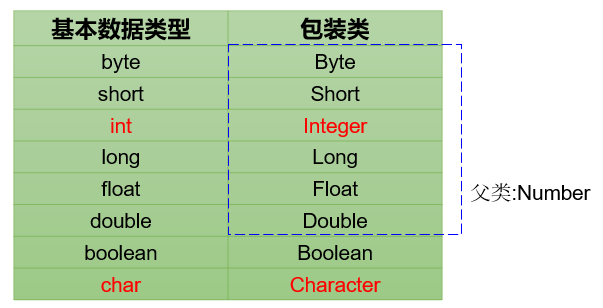 基本数据类型 包装类
byte Byte
short Short
int Integer
long Long
float Float
父类:Number
double Double
boolean Boolean
char Character